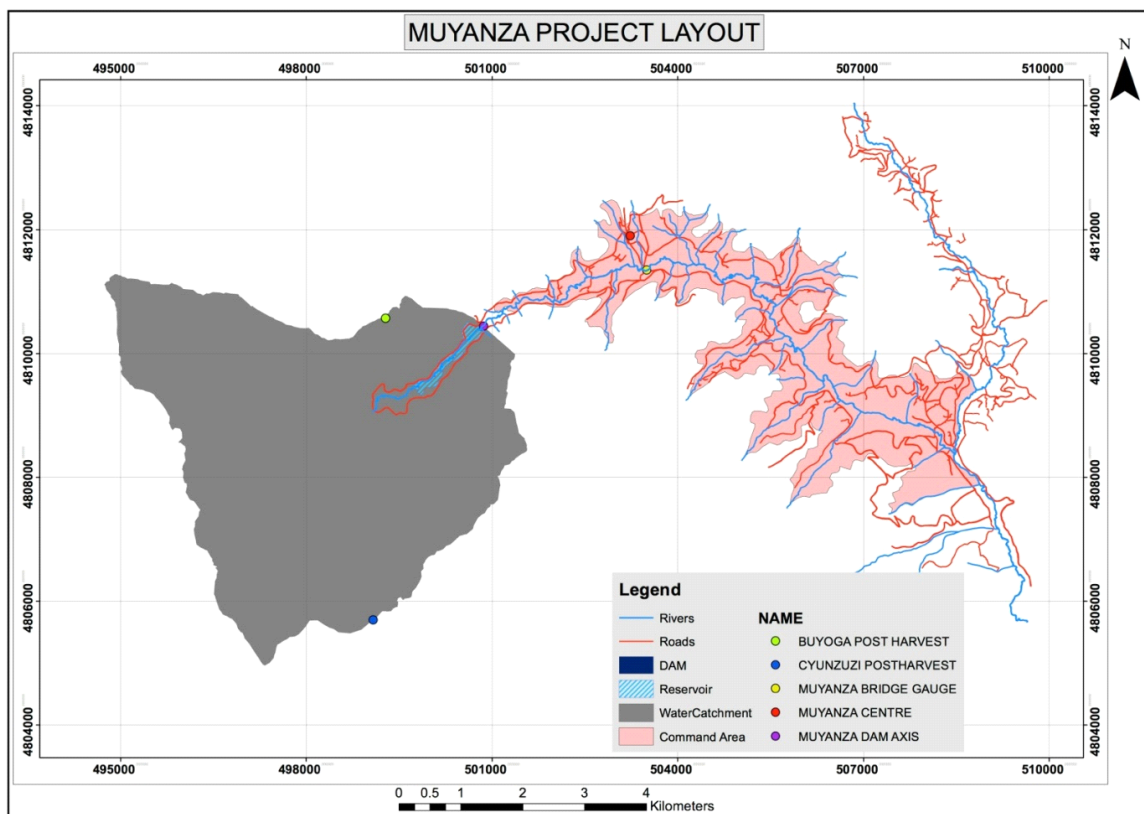 MUYANZA PROJECT LAYOUT
N
495000 498000 501000 504000 507000 510000
4814000 4814000
4812000 4812000
4810000 4810000
4808000 4808000
4806000 4806000
4804000 4804000
Legend
Rivers
Roads
DAM
Reservoir
WaterCatchment
Command Area
NAME
BUYOGA POST HARVEST
CYUNZUZI POSTHARVEST
MUYANZA BRIDGE GAUGE
MUYANZA CENTRE
MUYANZA DAM AXIS
495000 498000 501000 504000 507000 510000
0 0.5 1 2 3 4
Kilometers